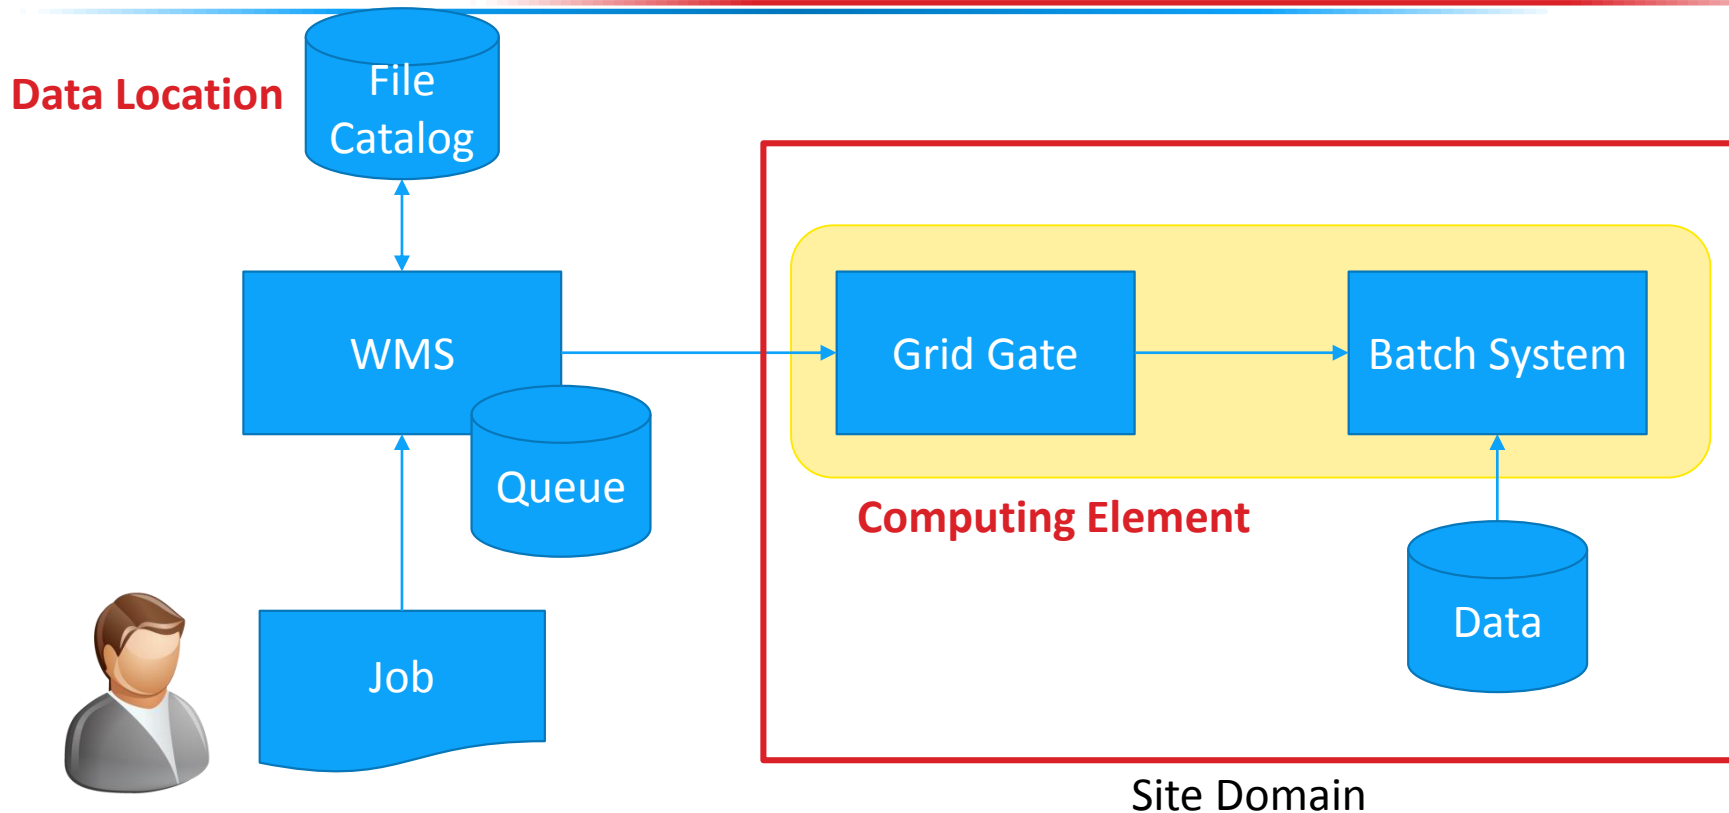 Data Location
File
Catalog
WMS
Queue
Job
Grid Gate
Batch System
Computing Element
Data
Site Domain